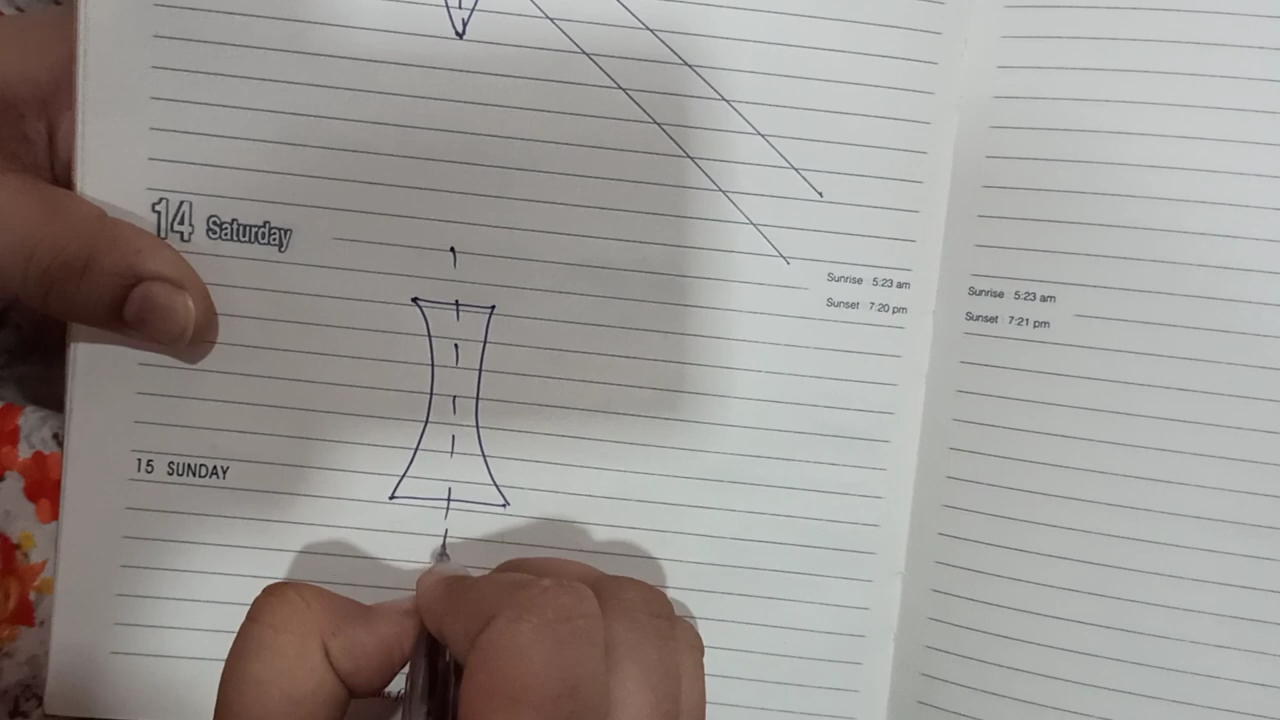 14 Saturday
Sunrise 5:23 am
Sunset 7:20 pm
15 SUNDAY
Sunrise 5:23 am
Sunset 7:21 pm